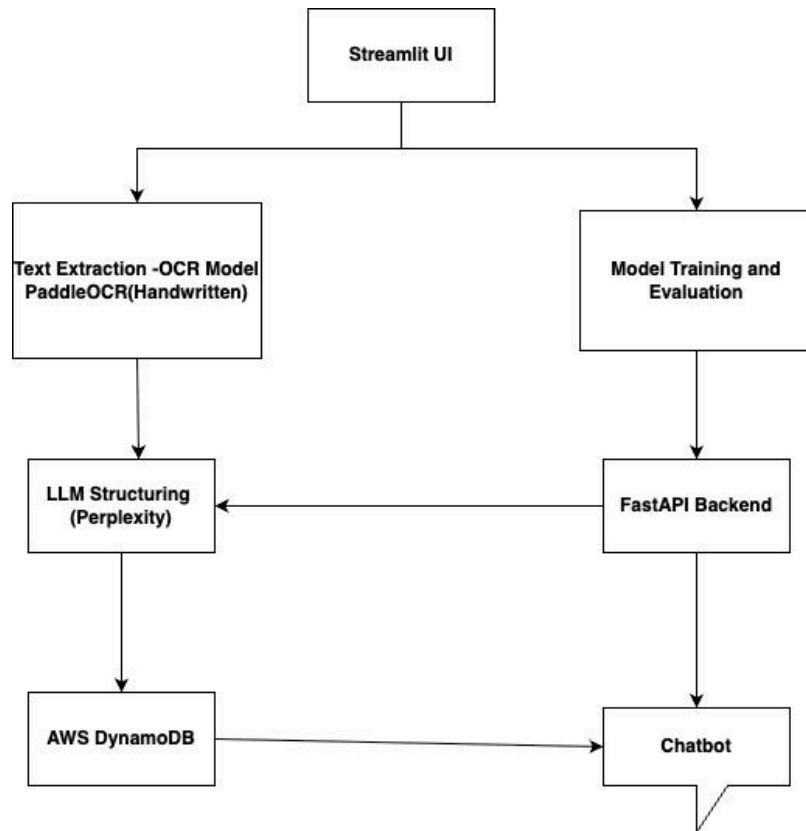 Streamlit UI
Text Extraction -OCR Model
PaddleOCR(Handwritten)
Model Training and
Evaluation
LLM Structuring
(Perplexity)
FastAPI Backend
AWS DynamoDB
Chatbot